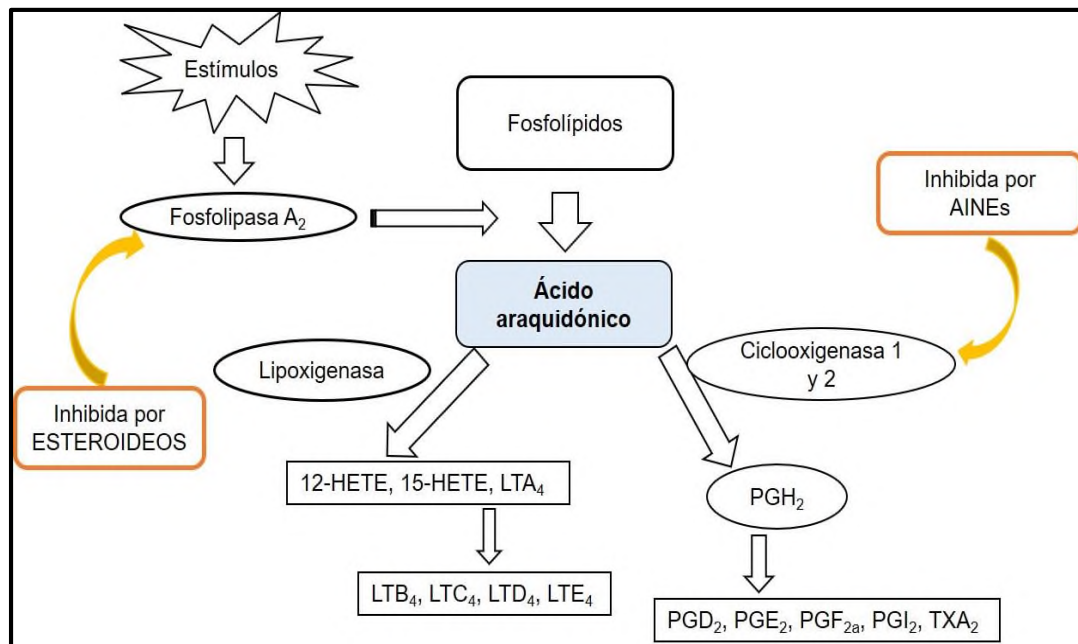 Estímulos
Fosfolípidos
Inhibida por
AINEs
Fosfolipasa A₂
Ácido
araquidónico
Lipoxigenasa
Ciclooxigenasa 1
y 2
Inhibida por
ESTEROIDEOS
12-HETE, 15-HETE, LTA₄
PGH₂
LTB₄, LTC₄, LTD₄, LTE₄
PGD₂, PGE₂, PGF₂ₐ, PGI₂, TXA₂